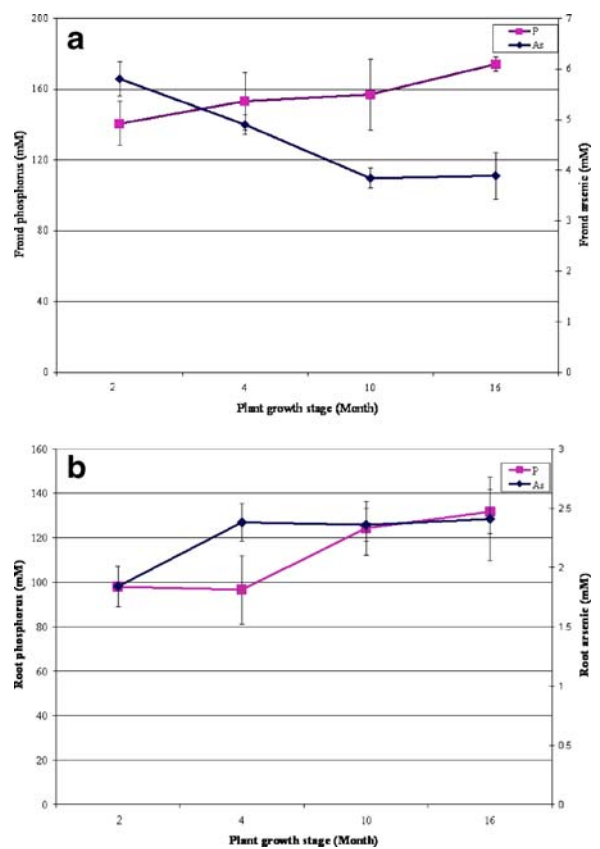 a
P
As
200
160
120
80
40
0
Frond phosphorus (mM)
7
6
5
4
3
2
1
0
Frond arsenic (mM)
2 4 10 16
Plant growth stage (Month)
b
P
As
160
140
120
100
80
60
40
20
0
Root phosphorus (mM)
3
2.5
2
1.5
1
0.5
0
Root arsenic (mM)
2 4 10 16
Plant growth stage (Month)